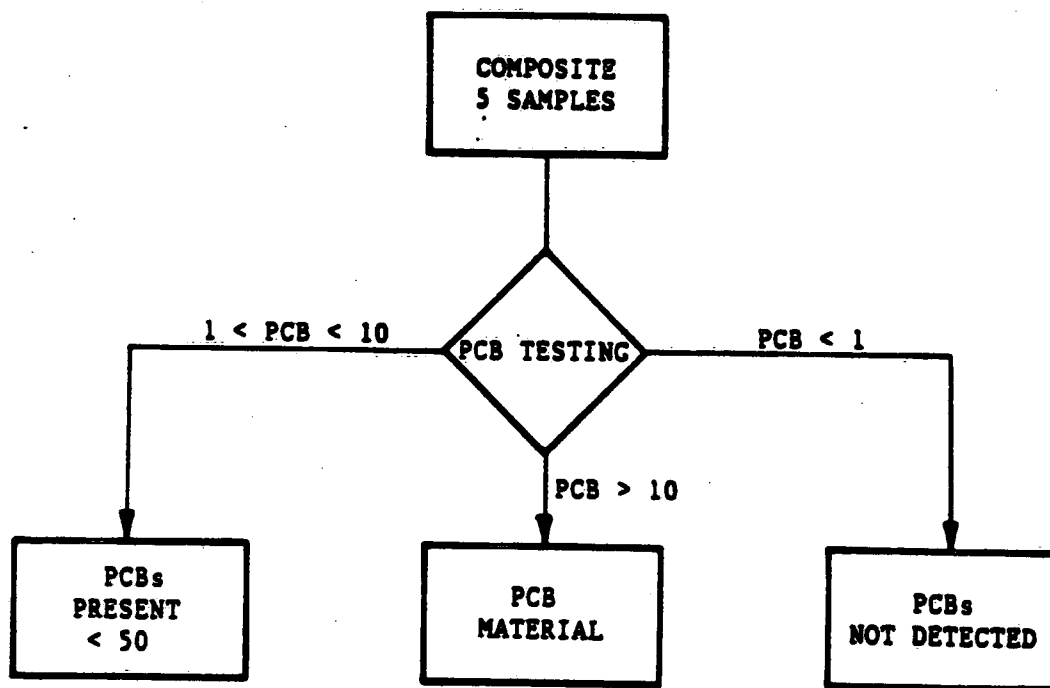 COMPOSITE
5 SAMPLES
1 < PCB < 10
PCB TESTING
PCB < 1
PCB > 10
PCBs
PRESENT
< 50
PCB
MATERIAL
PCBs
NOT DETECTED